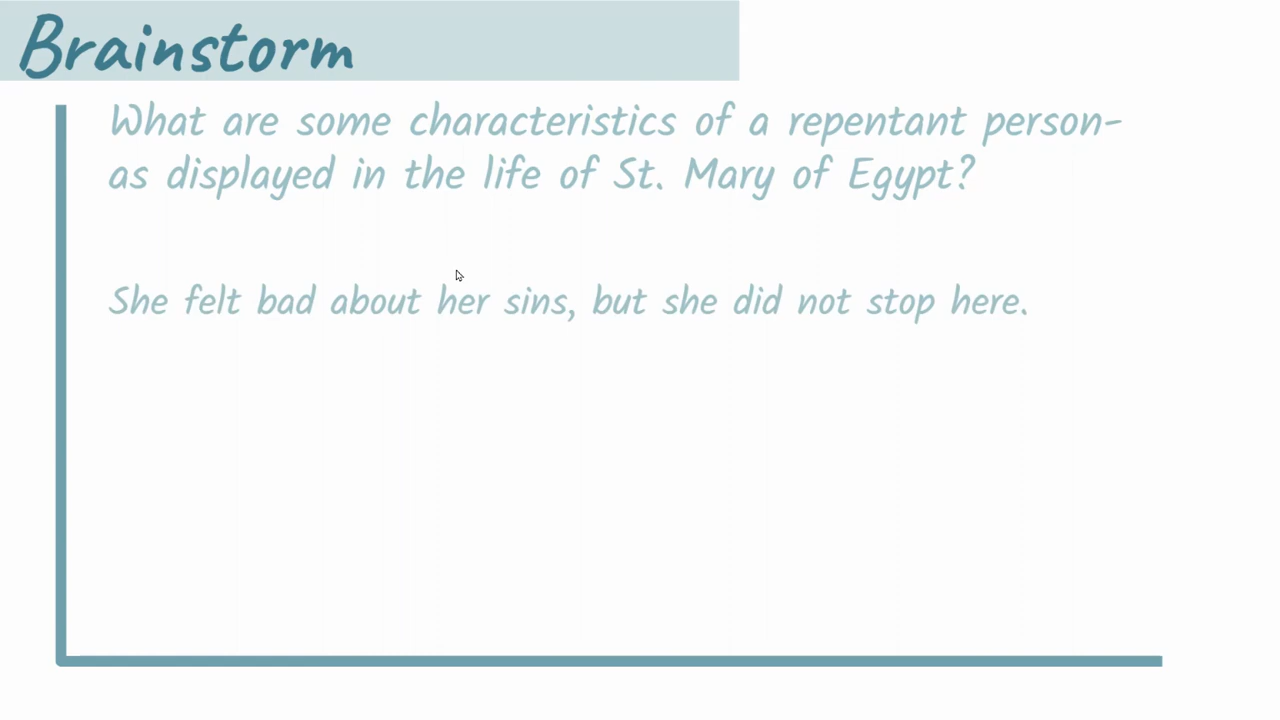 Brainstorm
What are some characteristics of a repentant person-
as displayed in the life of St. Mary of Egypt?
She felt bad about her sins, but she did not stop here.